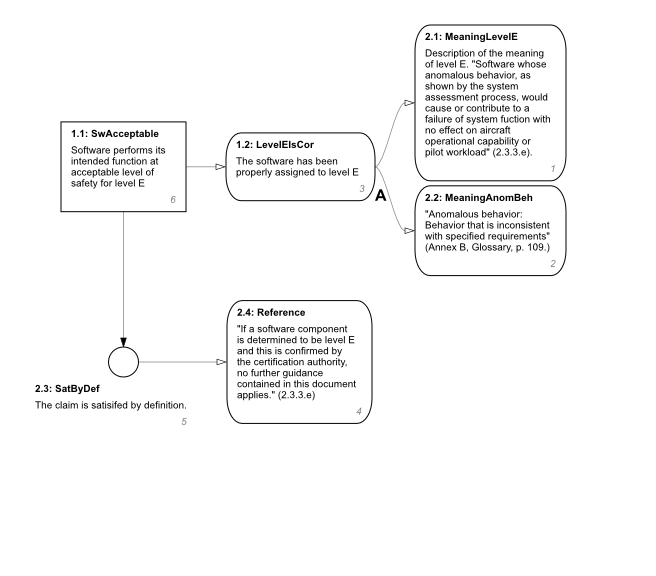 2.1: MeaningLevelE
Description of the meaning
of level E. "Software whose
anomalous behavior, as
shown by the system
assessment process, would
cause or contribute to a
failure of system fuction with
no effect on aircraft
operational capability or
pilot workload" (2.3.3.e).
1
1.1: SwAcceptable
Software performs its
intended function at
acceptable level of
safety for level E
6
1.2: LevelEIsCor
The software has been
properly assigned to level E
3
A
2.2: MeaningAnomBeh
"Anomalous behavior:
Behavior that is inconsistent
with specified requirements"
(Annex B, Glossary, p. 109.)
2
2.4: Reference
"If a software component
is determined to be level E
and this is confirmed by
the certification authority,
no further guidance
contained in this document
applies." (2.3.3.e)
4
2.3: SatByDef
The claim is satisifed by definition.
5